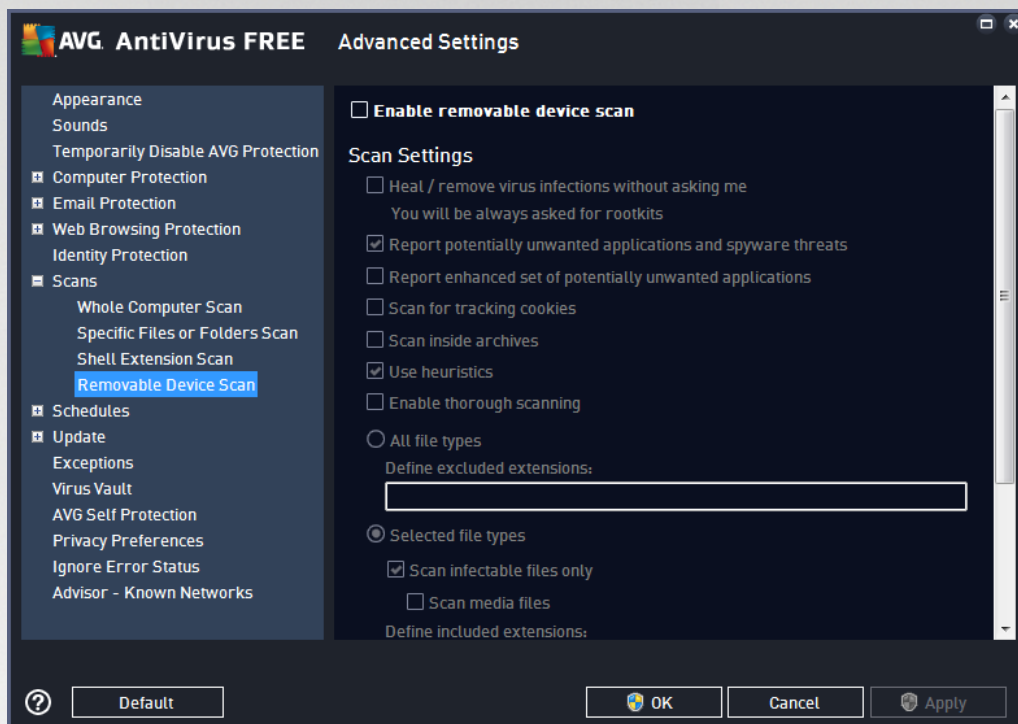 AVG. AntiVirus FREE Advanced Settings
Appearance
Sounds
Temporarily Disable AVG Protection
Computer Protection
Email Protection
Web Browsing Protection
Identity Protection
Scans
Whole Computer Scan
Specific Files or Folders Scan
Shell Extension Scan
Removable Device Scan
Schedules
Update
Exceptions
Virus Vault
AVG Self Protection
Privacy Preferences
Ignore Error Status
Advisor - Known Networks
Enable removable device scan
Scan Settings
Heal / remove virus infections without asking me
You will be always asked for rootkits
Report potentially unwanted applications and spyware threats
Report enhanced set of potentially unwanted applications
Scan for tracking cookies
Scan inside archives
Use heuristics
Enable thorough scanning
All file types
Define excluded extensions:
Selected file types
Scan infectable files only
Scan media files
Define included extensions:
? Default OK Cancel Apply